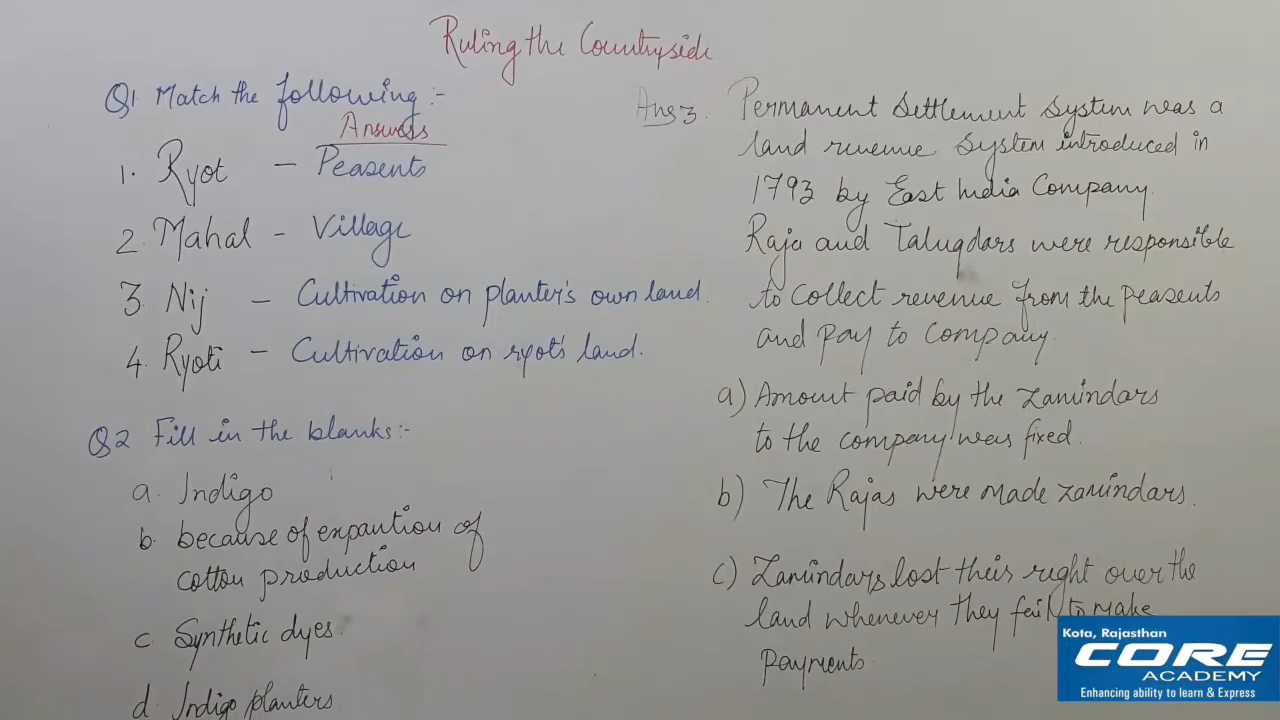 Ruling the Countryside
Q1. Match the following:-
Answers
1. Ryot — Peasents
2. Mahal - Village
3. Nij — Cultivation on planter's own land.
4. Ryoti — Cultivation on ryot's land.
Q2 Fill in the blanks:-
a. Indigo
b. because of expantion of
cotton production
c Synthetic dyes.
d. Indigo planters
Ans 3. Permanent Settlement System was a
land revenue system introduced in
1793 by East India Company.
Raja and Taluqdars were responsible
to collect revenue from the peasents
and pay to company.
a) Amount paid by the zamindars
to the company was fixed.
b) The Rajas were made zamindars.
c) Zamindars lost their right over the
land whenever they fail to make
payments.
Kota, Rajasthan
CORE
ACADEMY
Enhancing ability to learn & Express